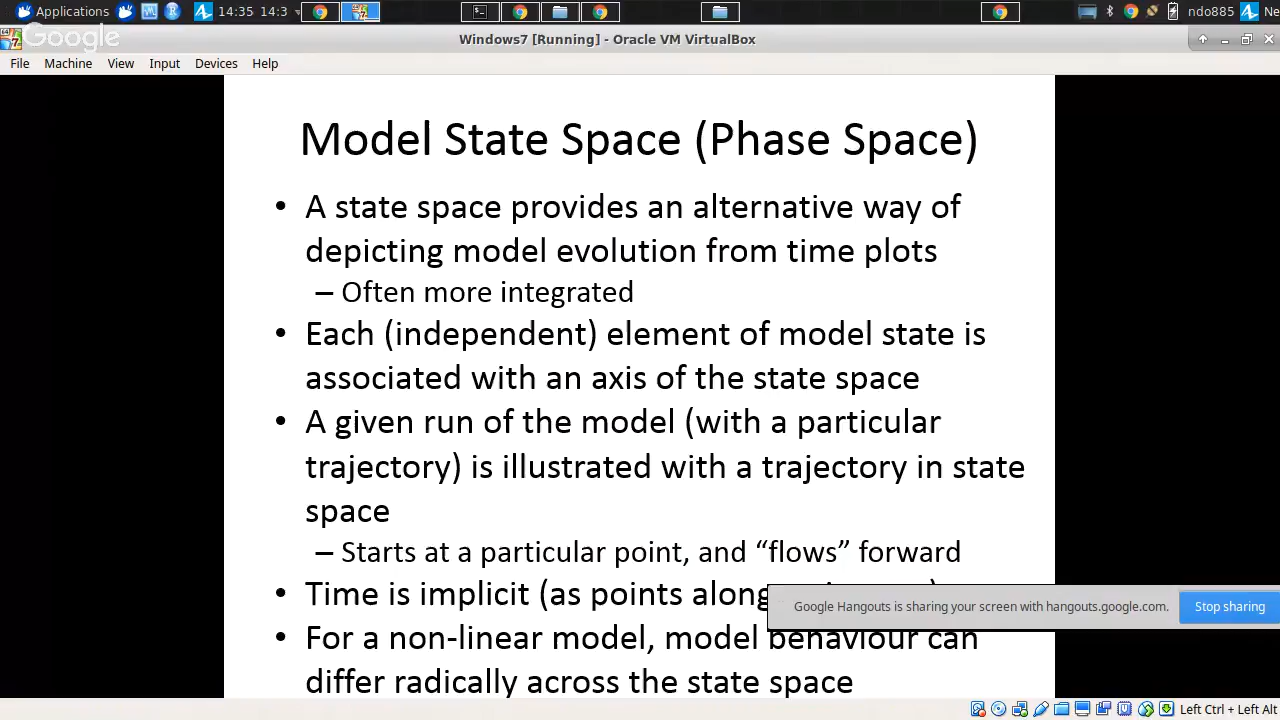 Applications 14:35 14:3 ndo885 Ne
Google
Windows7 [Running] - Oracle VM VirtualBox
File Machine View Input Devices Help
Model State Space (Phase Space)
• A state space provides an alternative way of
depicting model evolution from time plots
– Often more integrated
• Each (independent) element of model state is
associated with an axis of the state space
• A given run of the model (with a particular
trajectory) is illustrated with a trajectory in state
space
– Starts at a particular point, and “flows” forward
• Time is implicit (as points along
Google Hangouts is sharing your screen with hangouts.google.com. Stop sharing
• For a non-linear model, model behaviour can
differ radically across the state space
Left Ctrl + Left Alt